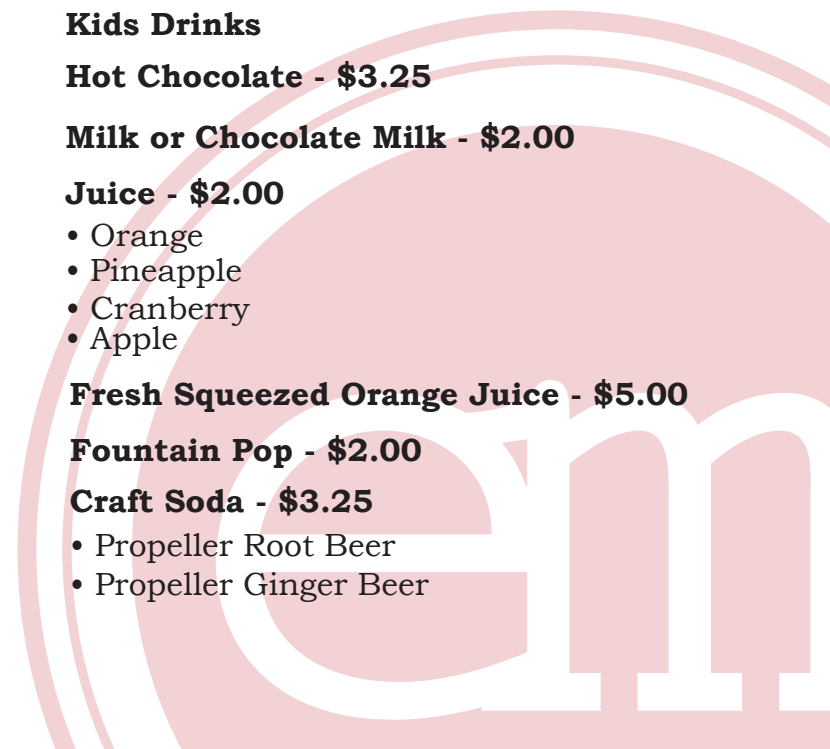 Kids Drinks
Hot Chocolate - $3.25
Milk or Chocolate Milk - $2.00
Juice - $2.00
• Orange
• Pineapple
• Cranberry
• Apple
Fresh Squeezed Orange Juice - $5.00
Fountain Pop - $2.00
Craft Soda - $3.25
• Propeller Root Beer
• Propeller Ginger Beer
em